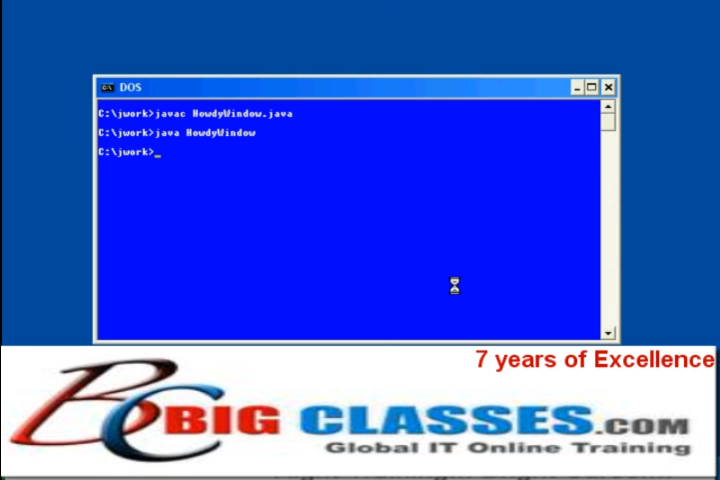 DOS
C:\jwork>javac HowdyWindow.java
C:\jwork>java HowdyWindow
C:\jwork>_
7 years of Excellence
BC BIG CLASSES.COM
Global IT Online Training